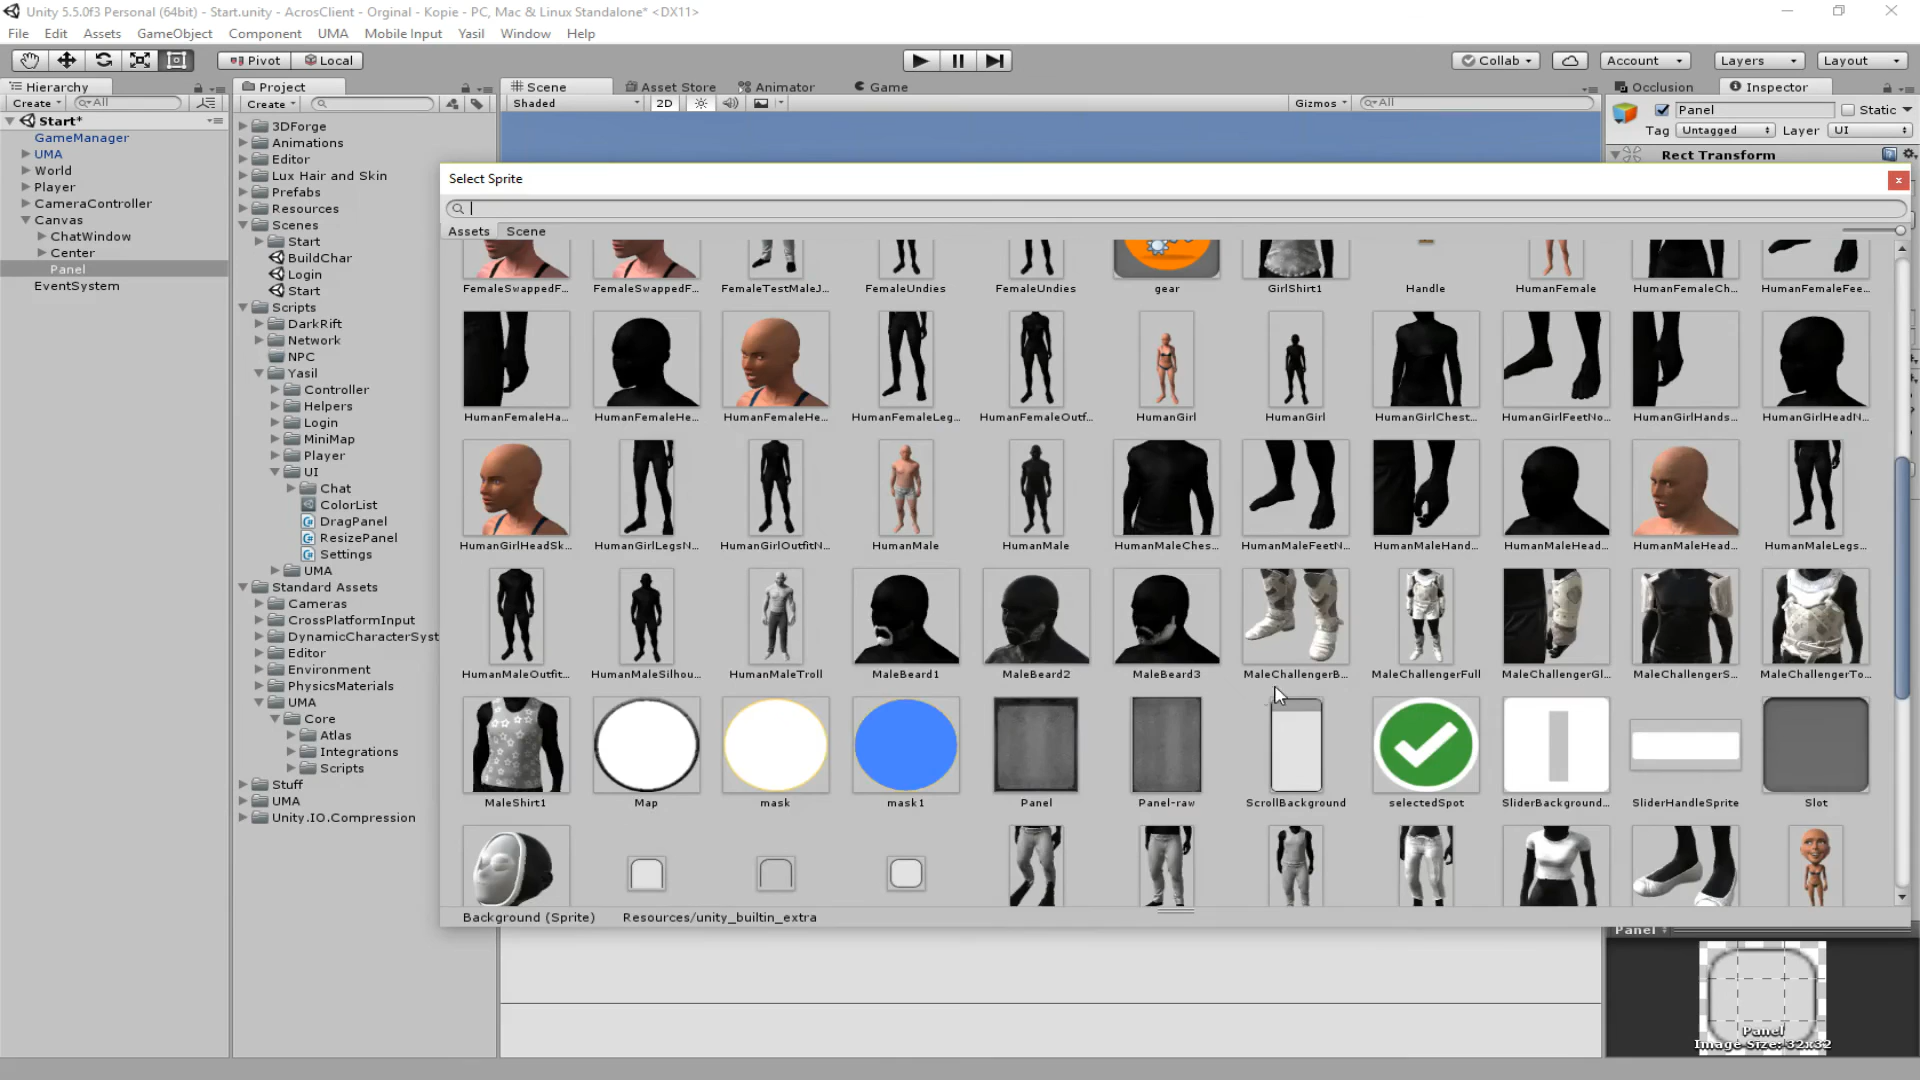 Unity 5.5.0f3 Personal (64bit) - Start.unity - AcrosClient - Orginal - Kopie - PC, Mac & Linux Standalone* <DX11>
File Edit Assets GameObject Component UMA Mobile Input Yasil Window Help
Pivot Local Collab Account Layers Layout
Hierarchy Project Scene Asset Store Animator Game Occlusion Inspector
Create All Create Shaded 2D Gizmos All Panel Static
Tag Untagged Layer UI
Rect Transform
Start*
GameManager
UMA
World
Player
CameraController
Canvas
ChatWindow
Center
Panel
EventSystem
3DForge
Animations
Editor
Lux Hair and Skin
Prefabs
Resources
Scenes
Start
BuildChar
Login
Start
Scripts
DarkRift
Network
NPC
Yasil
Controller
Helpers
Login
MiniMap
Player
UI
Chat
ColorList
DragPanel
ResizePanel
Settings
UMA
Standard Assets
Cameras
CrossPlatformInput
DynamicCharacterSyst
Editor
Environment
PhysicsMaterials
UMA
Core
Atlas
Integrations
Scripts
Stuff
UMA
Unity.IO.Compression
Select Sprite
x
Assets Scene
FemaleSwappedF... FemaleSwappedF... FemaleTestMaleJ... FemaleUndies FemaleUndies gear GirlShirt1 Handle HumanFemale HumanFemaleCh... HumanFemaleFee...
HumanFemaleHa... HumanFemaleHe... HumanFemaleHe... HumanFemaleLeg... HumanFemaleOutf... HumanGirl HumanGirl HumanGirlChest... HumanGirlFeetNo... HumanGirlHands... HumanGirlHeadN...
HumanGirlHeadSk... HumanGirlLegsN... HumanGirlOutfitN... HumanMale HumanMale HumanMaleChes... HumanMaleFeetN... HumanMaleHand... HumanMaleHead... HumanMaleHead... HumanMaleLegs...
HumanMaleOutfit... HumanMaleSilhou... HumanMaleTroll MaleBeard1 MaleBeard2 MaleBeard3 MaleChallengerB... MaleChallengerFull MaleChallengerGl... MaleChallengerS... MaleChallengerTo...
MaleShirt1 Map mask mask1 Panel Panel-raw ScrollBackground selectedSpot SliderBackground... SliderHandleSprite Slot
Background (Sprite) Resources/unity_builtin_extra
Panel
Panel
Image Size: 32x32